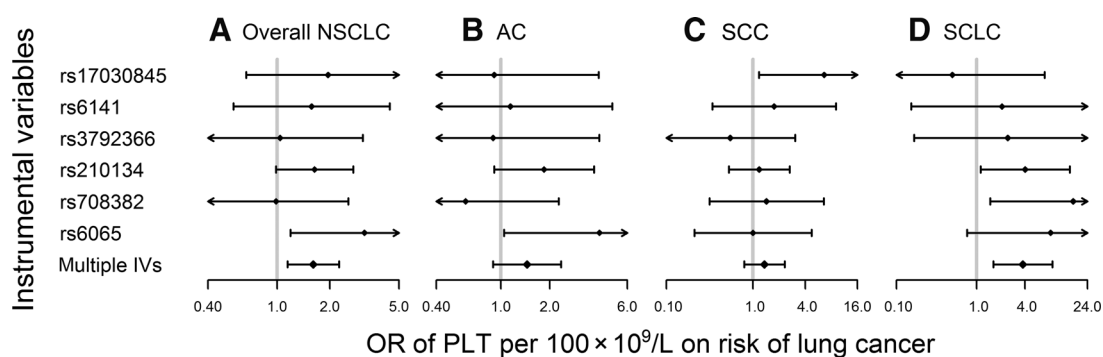 A Overall NSCLC B AC C SCC D SCLC
Instrumental variables
rs17030845
rs6141
rs3792366
rs210134
rs708382
rs6065
Multiple IVs
0.40 1.0 2.0 5.0 0.40 1.0 2.0 6.0 0.10 1.0 4.0 16.0 0.10 1.0 4.0 24.0
OR of PLT per 100 × 10⁹/L on risk of lung cancer